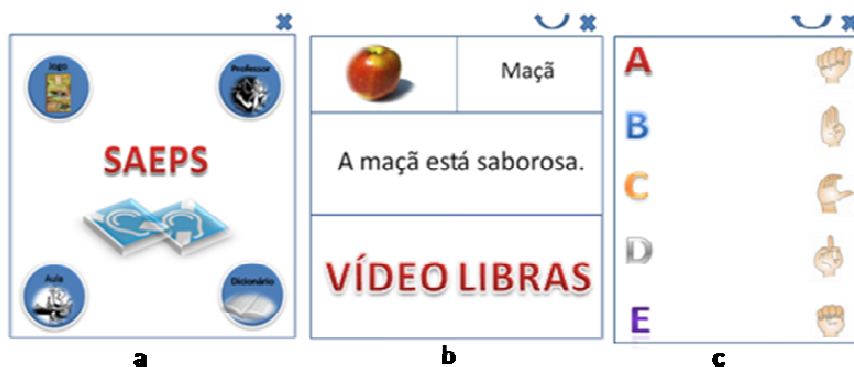 Jogo
Professor
SAEPS
Aula
Dicionário
a
Maçã
A maçã está saborosa.
VÍDEO LIBRAS
b
A
B
C
D
E
c